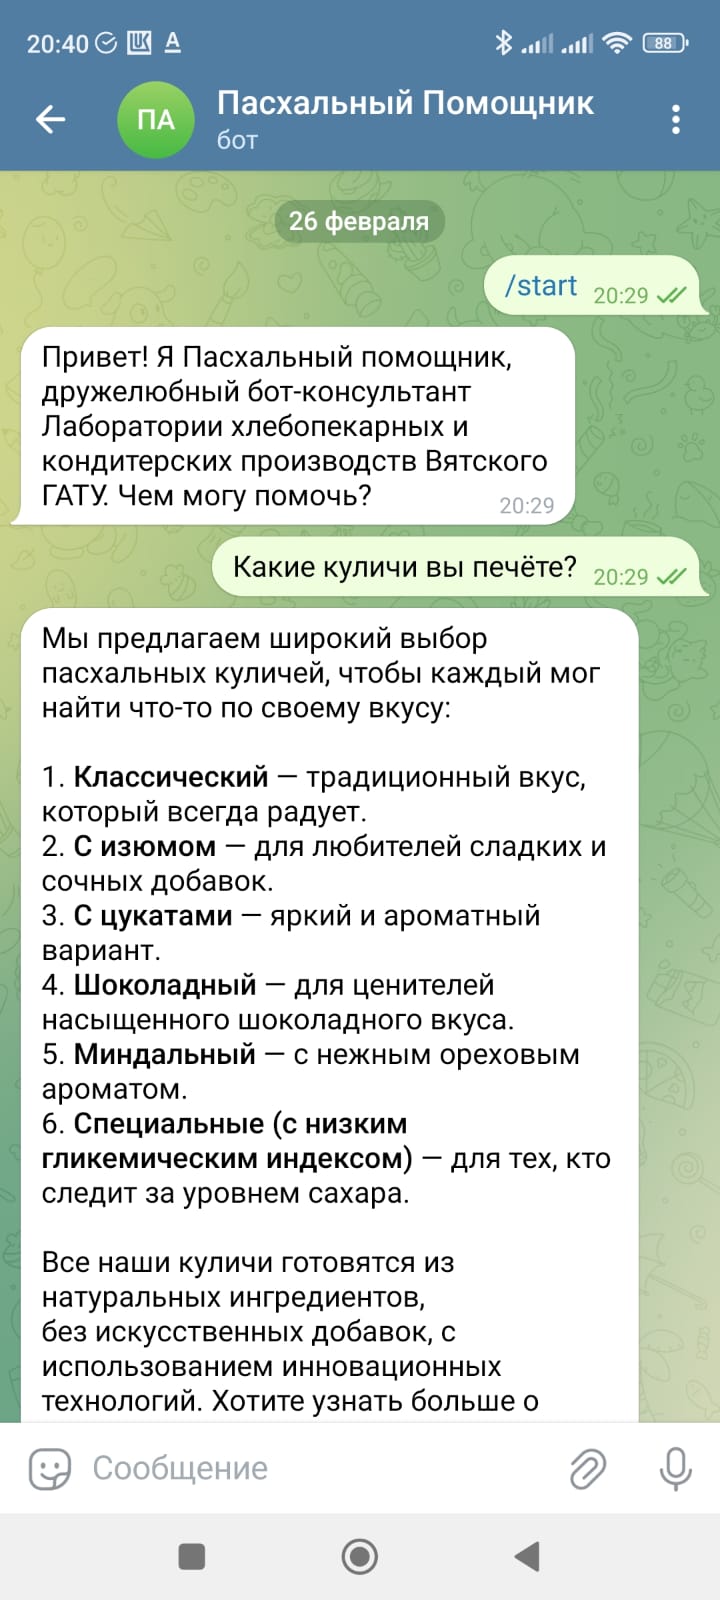 20:40
88
ПА
Пасхальный Помощник
бот
26 февраля
/start 20:29
Привет! Я Пасхальный помощник,
дружелюбный бот-консультант
Лаборатории хлебопекарных и
кондитерских производств Вятского
ГАТУ. Чем могу помочь?
20:29
Какие куличи вы печёте? 20:29
Мы предлагаем широкий выбор
пасхальных куличей, чтобы каждый мог
найти что-то по своему вкусу:
1. Классический — традиционный вкус,
который всегда радует.
2. С изюмом — для любителей сладких и
сочных добавок.
3. С цукатами — яркий и ароматный
вариант.
4. Шоколадный — для ценителей
насыщенного шоколадного вкуса.
5. Миндальный — с нежным ореховым
ароматом.
6. Специальные (с низким
гликемическим индексом) — для тех, кто
следит за уровнем сахара.
Все наши куличи готовятся из
натуральных ингредиентов,
без искусственных добавок, с
использованием инновационных
технологий. Хотите узнать больше о
Сообщение